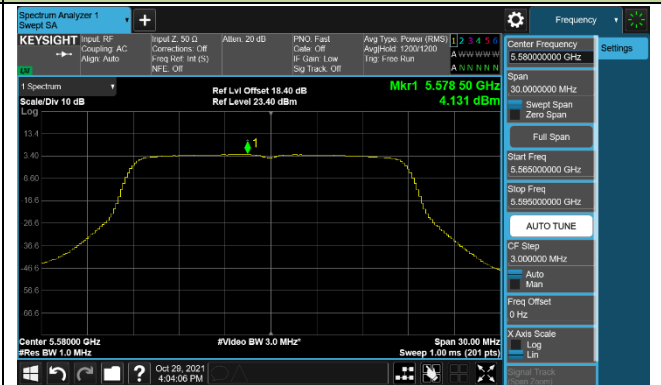 Spectrum Analyzer 1
Swept SA
Frequency
KEYSIGHT
Input: RF
Coupling: AC
Align: Auto
Input Z: 50 Ω
Corrections: Off
Freq Ref: Int (S)
NFE: Off
Atten: 20 dB
PNO: Fast
Gate: Off
IF Gain: Low
Sig Track: Off
Avg Type: Power (RMS)
Avg|Hold: 1200/1200
Trig: Free Run
1 2 3 4 5 6
A W W W W W
A N N N N N
Settings
1 Spectrum
Scale/Div 10 dB
Log
Ref Lvl Offset 18.40 dB
Ref Level 23.40 dBm
Mkr1 5.578 50 GHz
4.131 dBm
1
13.4
3.40
-6.60
-16.6
-26.6
-36.6
-46.6
-56.6
-66.6
Center 5.58000 GHz
#Res BW 1.0 MHz
#Video BW 3.0 MHz*
Span 30.00 MHz
Sweep 1.00 ms (201 pts)
Center Frequency
5.580000000 GHz
Span
30.0000000 MHz
Swept Span
Zero Span
Full Span
Start Freq
5.565000000 GHz
Stop Freq
5.595000000 GHz
AUTO TUNE
CF Step
3.000000 MHz
Auto
Man
Freq Offset
0 Hz
X Axis Scale
Log
Lin
Signal Track
(Span Zoom)
?
Oct 29, 2021
4:04:06 PM